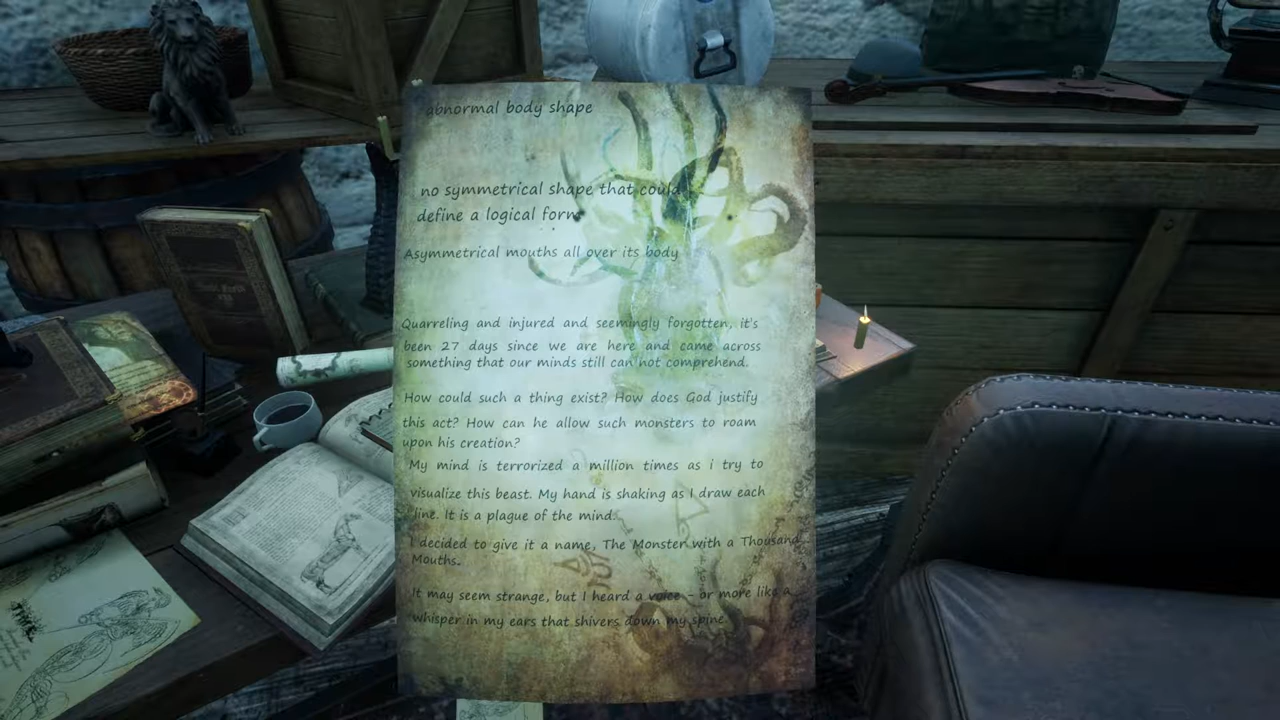 abnormal body shape
no symmetrical shape that could
define a logical form
Asymmetrical mouths all over its body
Quarreling and injured and seemingly forgotten, it's
been 27 days since we are here and came across
something that our minds still can not comprehend.
How could such a thing exist? How does God justify
this act? How can he allow such monsters to roam
upon his creation?
My mind is terrorized a million times as i try to
visualize this beast. My hand is shaking as I draw each
line. It is a plague of the mind.
I decided to give it a name, The Monster with a Thousand
Mouths.
It may seem strange, but I heard a voice - or more like a
whisper in my ears that shivers down my spine.